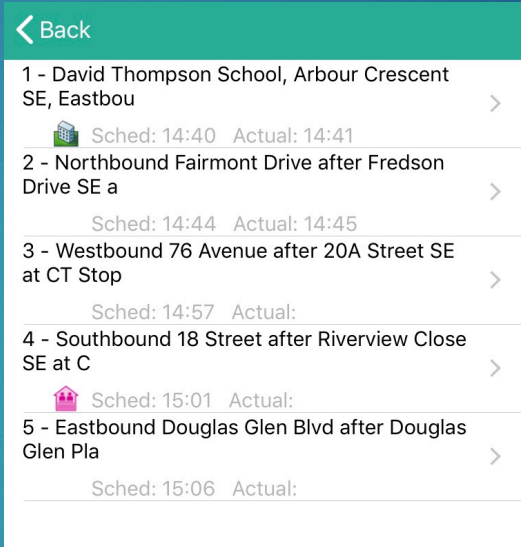 Back
1 - David Thompson School, Arbour Crescent
SE, Eastbou
Sched: 14:40 Actual: 14:41
2 - Northbound Fairmont Drive after Fredson
Drive SE a
Sched: 14:44 Actual: 14:45
3 - Westbound 76 Avenue after 20A Street SE
at CT Stop
Sched: 14:57 Actual:
4 - Southbound 18 Street after Riverview Close
SE at C
Sched: 15:01 Actual:
5 - Eastbound Douglas Glen Blvd after Douglas
Glen Pla
Sched: 15:06 Actual: